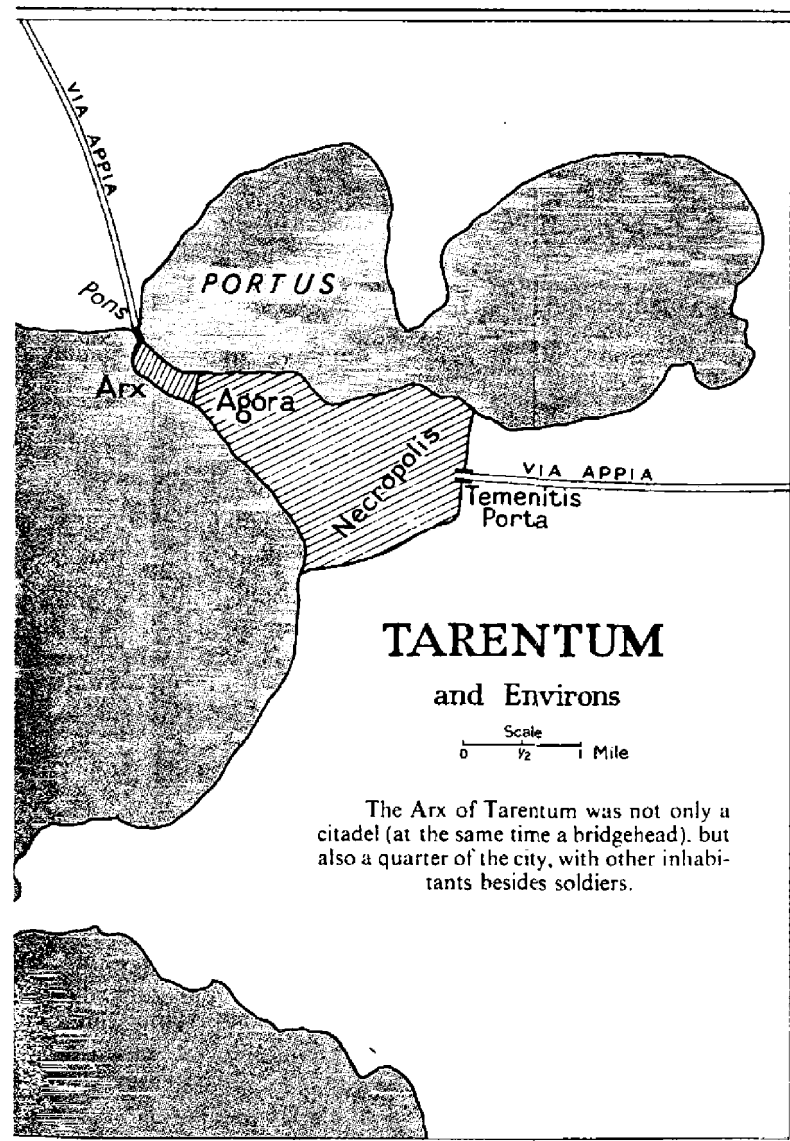 VIA APPIA
PORTUS
Pons
Arx
Agora
Necropolis
VIA APPIA
Temenitis
Porta
TARENTUM
and Environs
Scale
0 ½ 1 Mile
The Arx of Tarentum was not only a
citadel (at the same time a bridgehead). but
also a quarter of the city, with other inhabi-
tants besides soldiers.